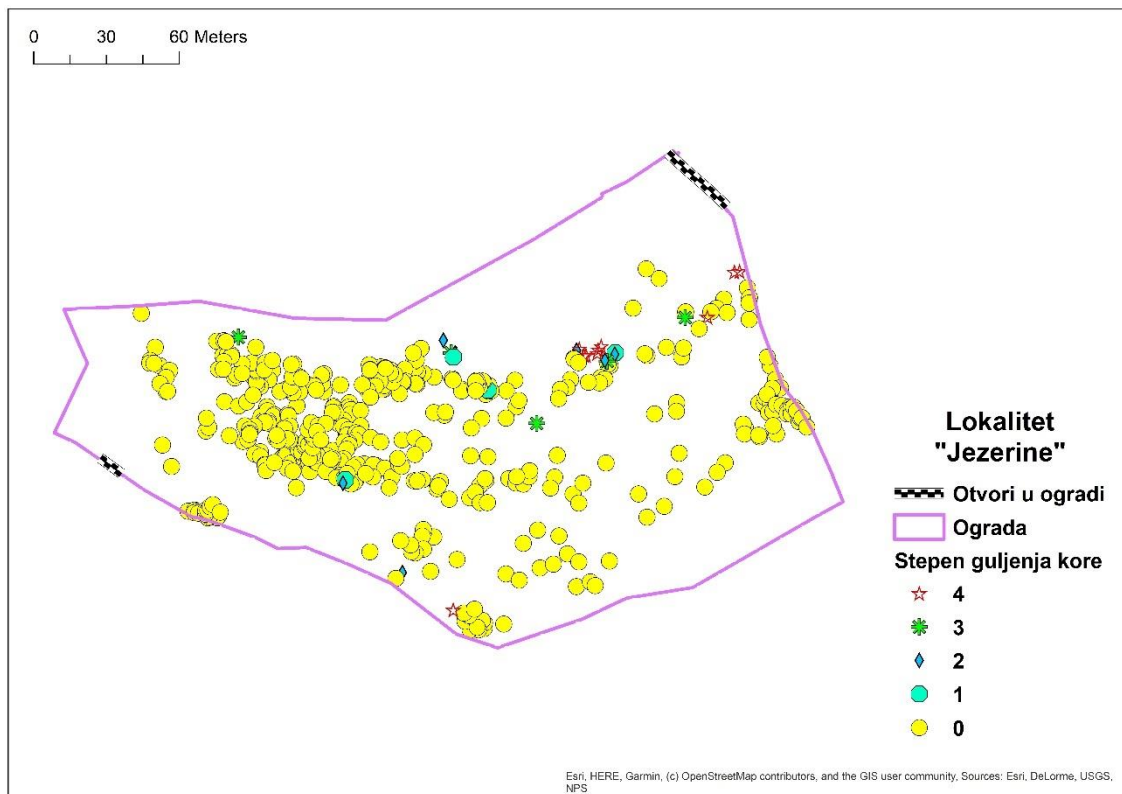 0 30 60 Meters
Lokalitet
"Jezerine"
Otvori u ogradi
Ograda
Stepen guljenja kore
4
3
2
1
0
Esri, HERE, Garmin, (c) OpenStreetMap contributors, and the GIS user community, Sources: Esri, DeLorme, USGS,
NPS